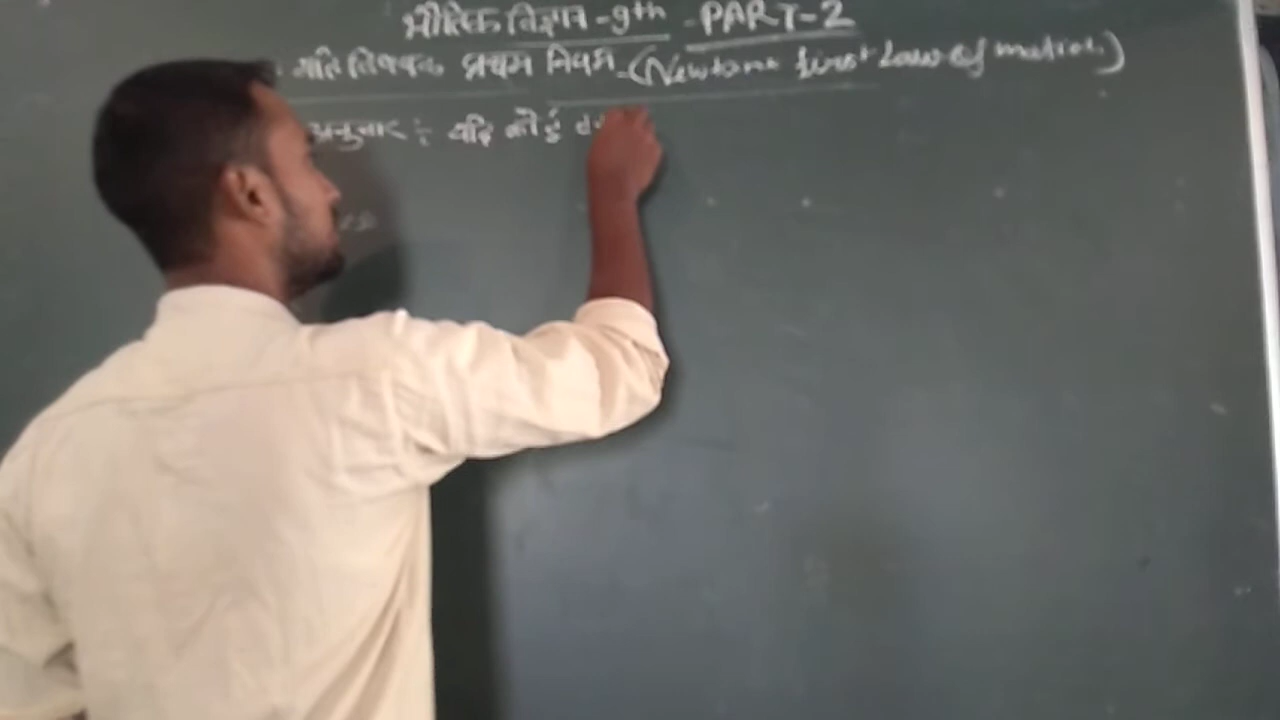 भौतिक विज्ञान - 9th - PART-2
गति विषयक प्रथम नियम - (Newtons first Law of motion)
अनुसार ÷ यदि कोई